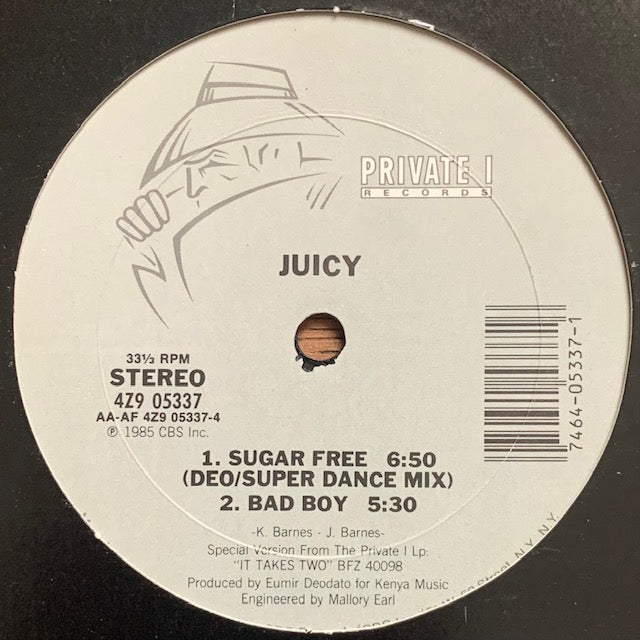 PRIVATE I
RECORDS
JUICY
33⅓ RPM
STEREO
4Z9 05337
AA-AF 4Z9 05337-4
℗ 1985 CBS Inc.
7464-05337-1
1. SUGAR FREE 6:50
(DEO/SUPER DANCE MIX)
2. BAD BOY 5:30
-K. Barnes - J. Barnes-
Special Version From The Private I Lp:
"IT TAKES TWO" BFZ 40098
Produced by Eumir Deodato for Kenya Music
Engineered by Mallory Earl
Street, N.Y. N.Y.